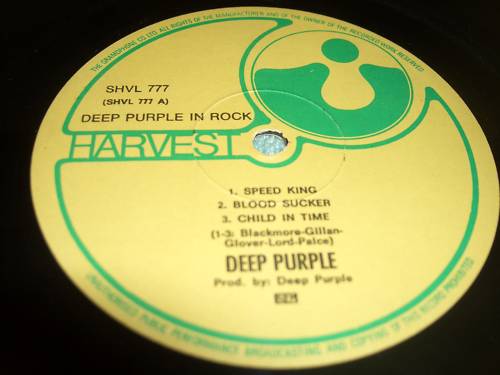 THE GRAMOPHONE CO LTD. ALL RIGHTS OF THE MANUFACTURER AND OF THE OWNER OF THE RECORDED WORK RESERVED
SHVL 777
(SHVL 777 A)
DEEP PURPLE IN ROCK
HARVEST
1. SPEED KING
2. BLOOD SUCKER
3. CHILD IN TIME
(1-3: Blackmore-Gillan-
Glover-Lord-Paice)
DEEP PURPLE
Prod. by: Deep Purple
UNAUTHORISED PUBLIC PERFORMANCE BROADCASTING AND COPYING OF THIS RECORD PROHIBITED